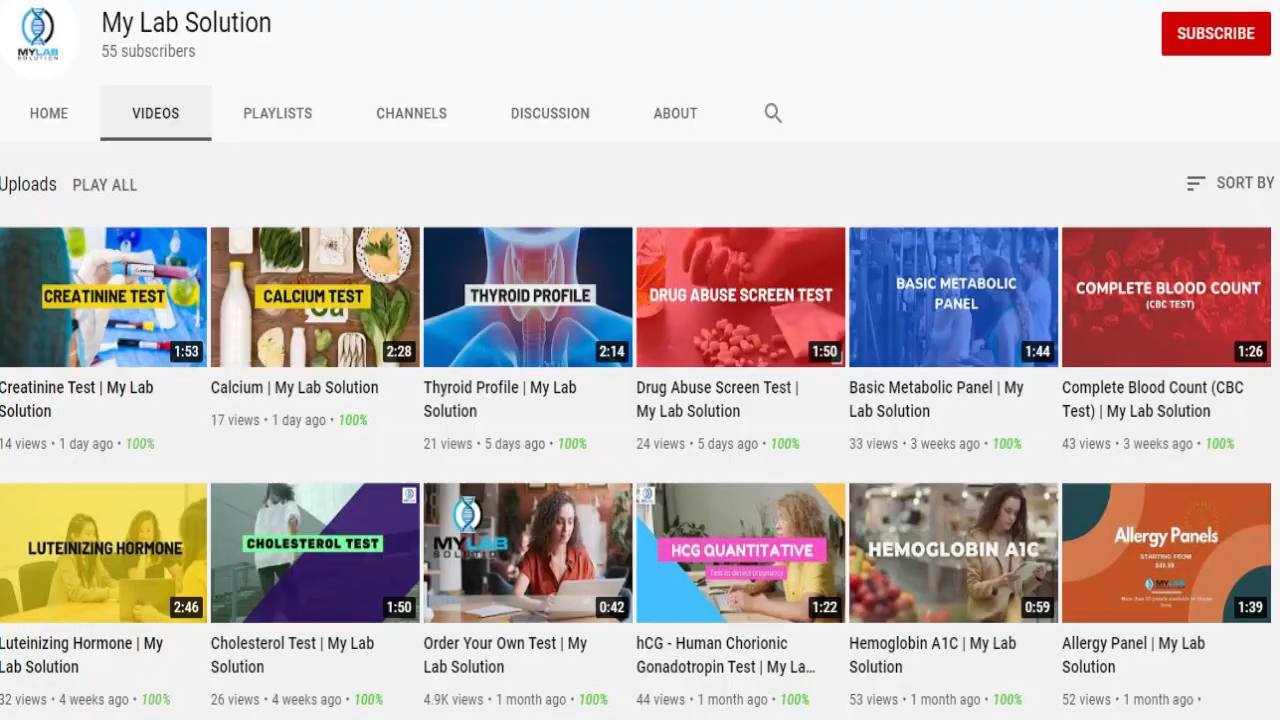 My Lab Solution
55 subscribers
SUBSCRIBE
MYLAB
SOLUTION
HOME VIDEOS PLAYLISTS CHANNELS DISCUSSION ABOUT
Uploads PLAY ALL SORT BY
CREATININE TEST
1:53
CALCIUM TEST
Ca
2:28
THYROID PROFILE
2:14
DRUG ABUSE SCREEN TEST
1:50
BASIC METABOLIC
PANEL
1:44
COMPLETE BLOOD COUNT
(CBC TEST)
1:26
Creatinine Test | My Lab
Solution
14 views • 1 day ago • 100%
Calcium | My Lab Solution
17 views • 1 day ago • 100%
Thyroid Profile | My Lab
Solution
21 views • 5 days ago • 100%
Drug Abuse Screen Test |
My Lab Solution
24 views • 5 days ago • 100%
Basic Metabolic Panel | My
Lab Solution
33 views • 3 weeks ago • 100%
Complete Blood Count (CBC
Test) | My Lab Solution
43 views • 3 weeks ago • 100%
LUTEINIZING HORMONE
2:46
CHOLESTEROL TEST
1:50
MYLAB
SOLUTION
0:42
HCG QUANTITATIVE
Test to detect pregnancy
1:22
HEMOGLOBIN A1C
0:59
Allergy Panels
STARTING FROM
MYLAB
1:39
Luteinizing Hormone | My
Lab Solution
32 views • 4 weeks ago • 100%
Cholesterol Test | My Lab
Solution
26 views • 4 weeks ago • 100%
Order Your Own Test | My
Lab Solution
4.9K views • 1 month ago • 100%
hCG - Human Chorionic
Gonadotropin Test | My La...
44 views • 1 month ago • 100%
Hemoglobin A1C | My Lab
Solution
53 views • 1 month ago • 100%
Allergy Panel | My Lab
Solution
52 views • 1 month ago •